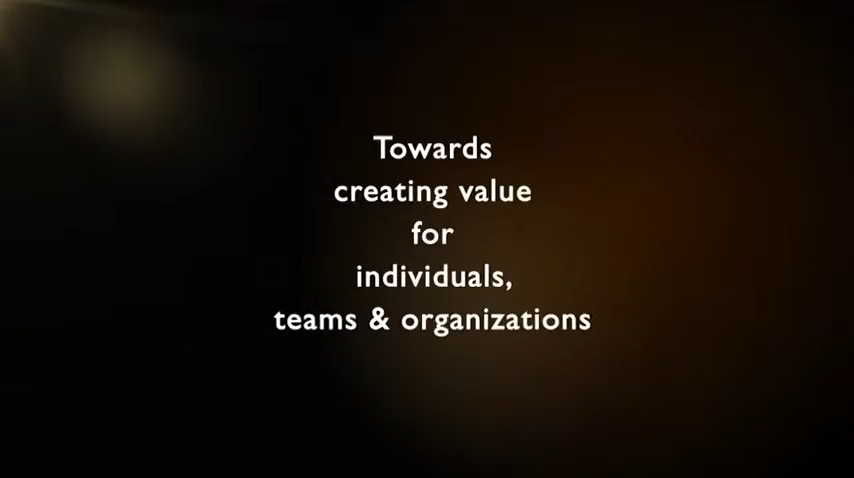 Towards
creating value
for
individuals,
teams & organizations